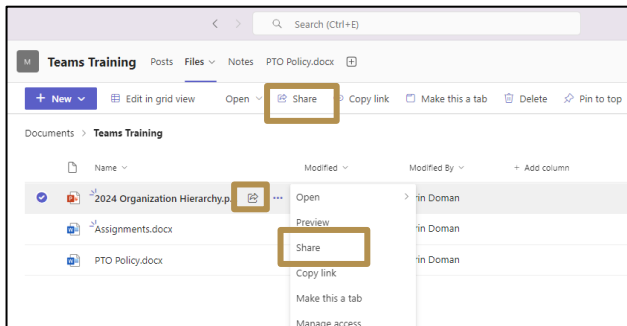 Search (Ctrl+E)
M Teams Training Posts Files Notes PTO Policy.docx
+ New Edit in grid view Open Share Copy link Make this a tab Delete Pin to top
Documents > Teams Training
Name Modified Modified By + Add column
2024 Organization Hierarchy.p
Open
rin Doman
Preview
Assignments.docx
rin Doman
Share
PTO Policy.docx
rin Doman
Copy link
Make this a tab
Manage access